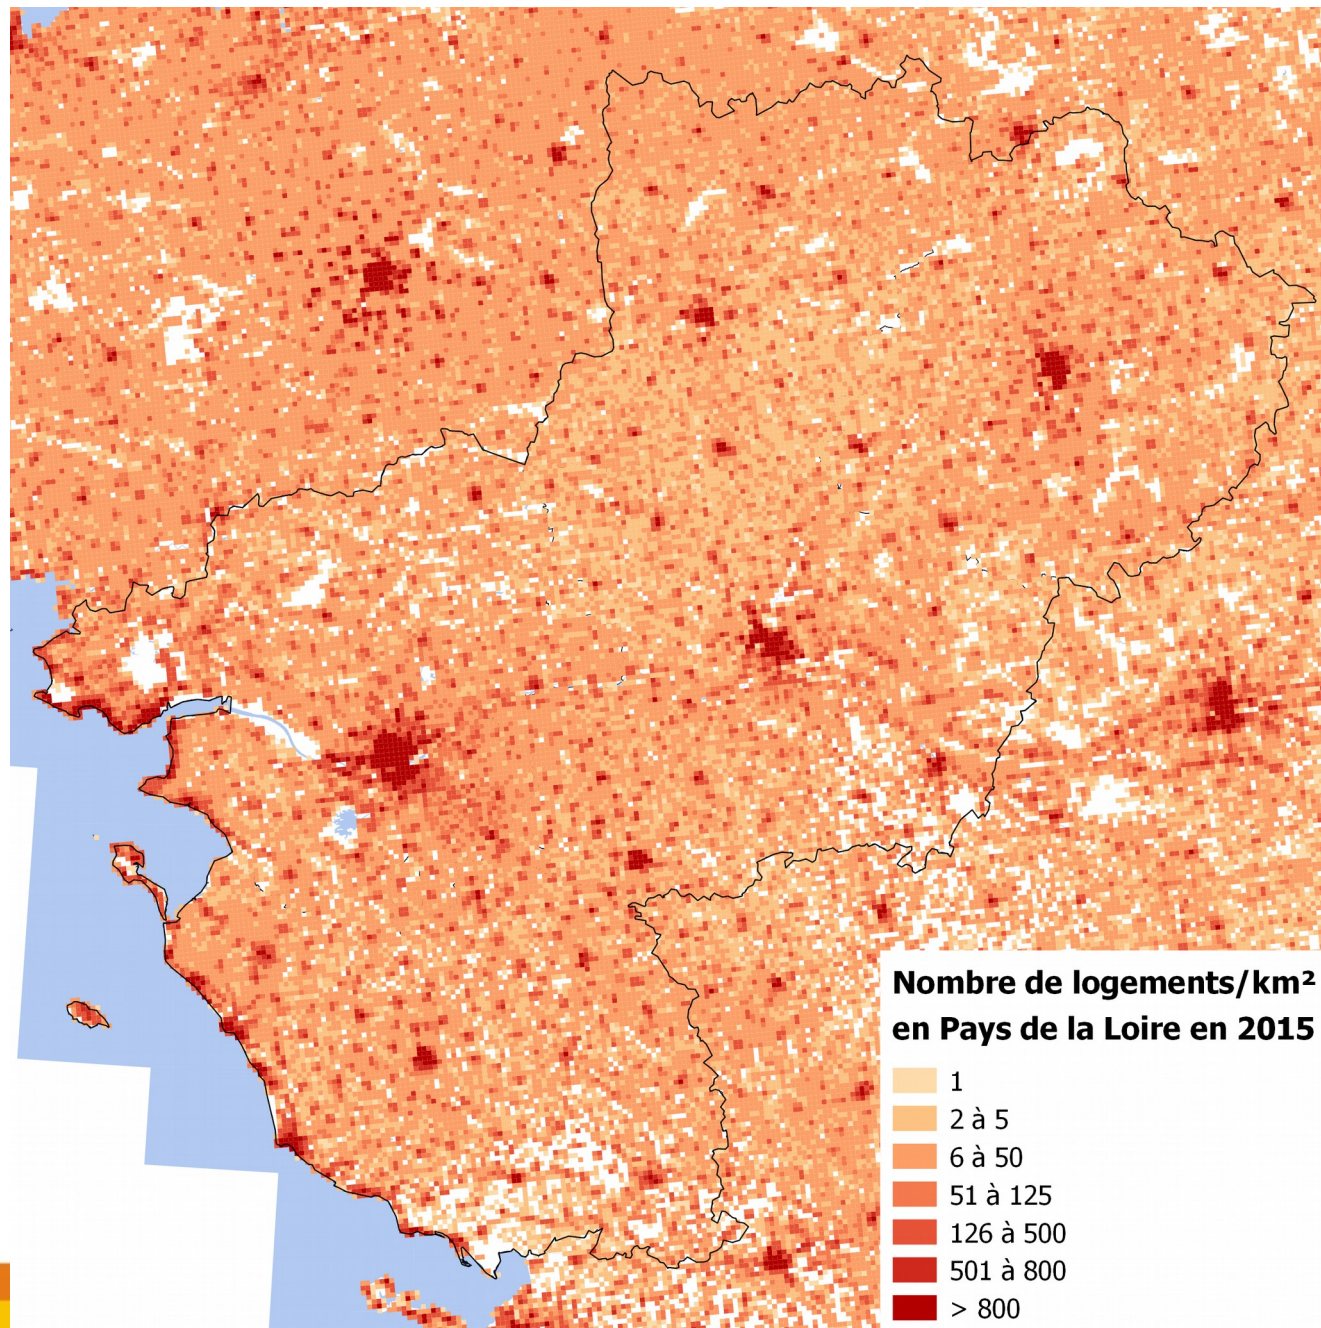 Nombre de logements/km²
en Pays de la Loire en 2015
1
2 à 5
6 à 50
51 à 125
126 à 500
501 à 800
> 800